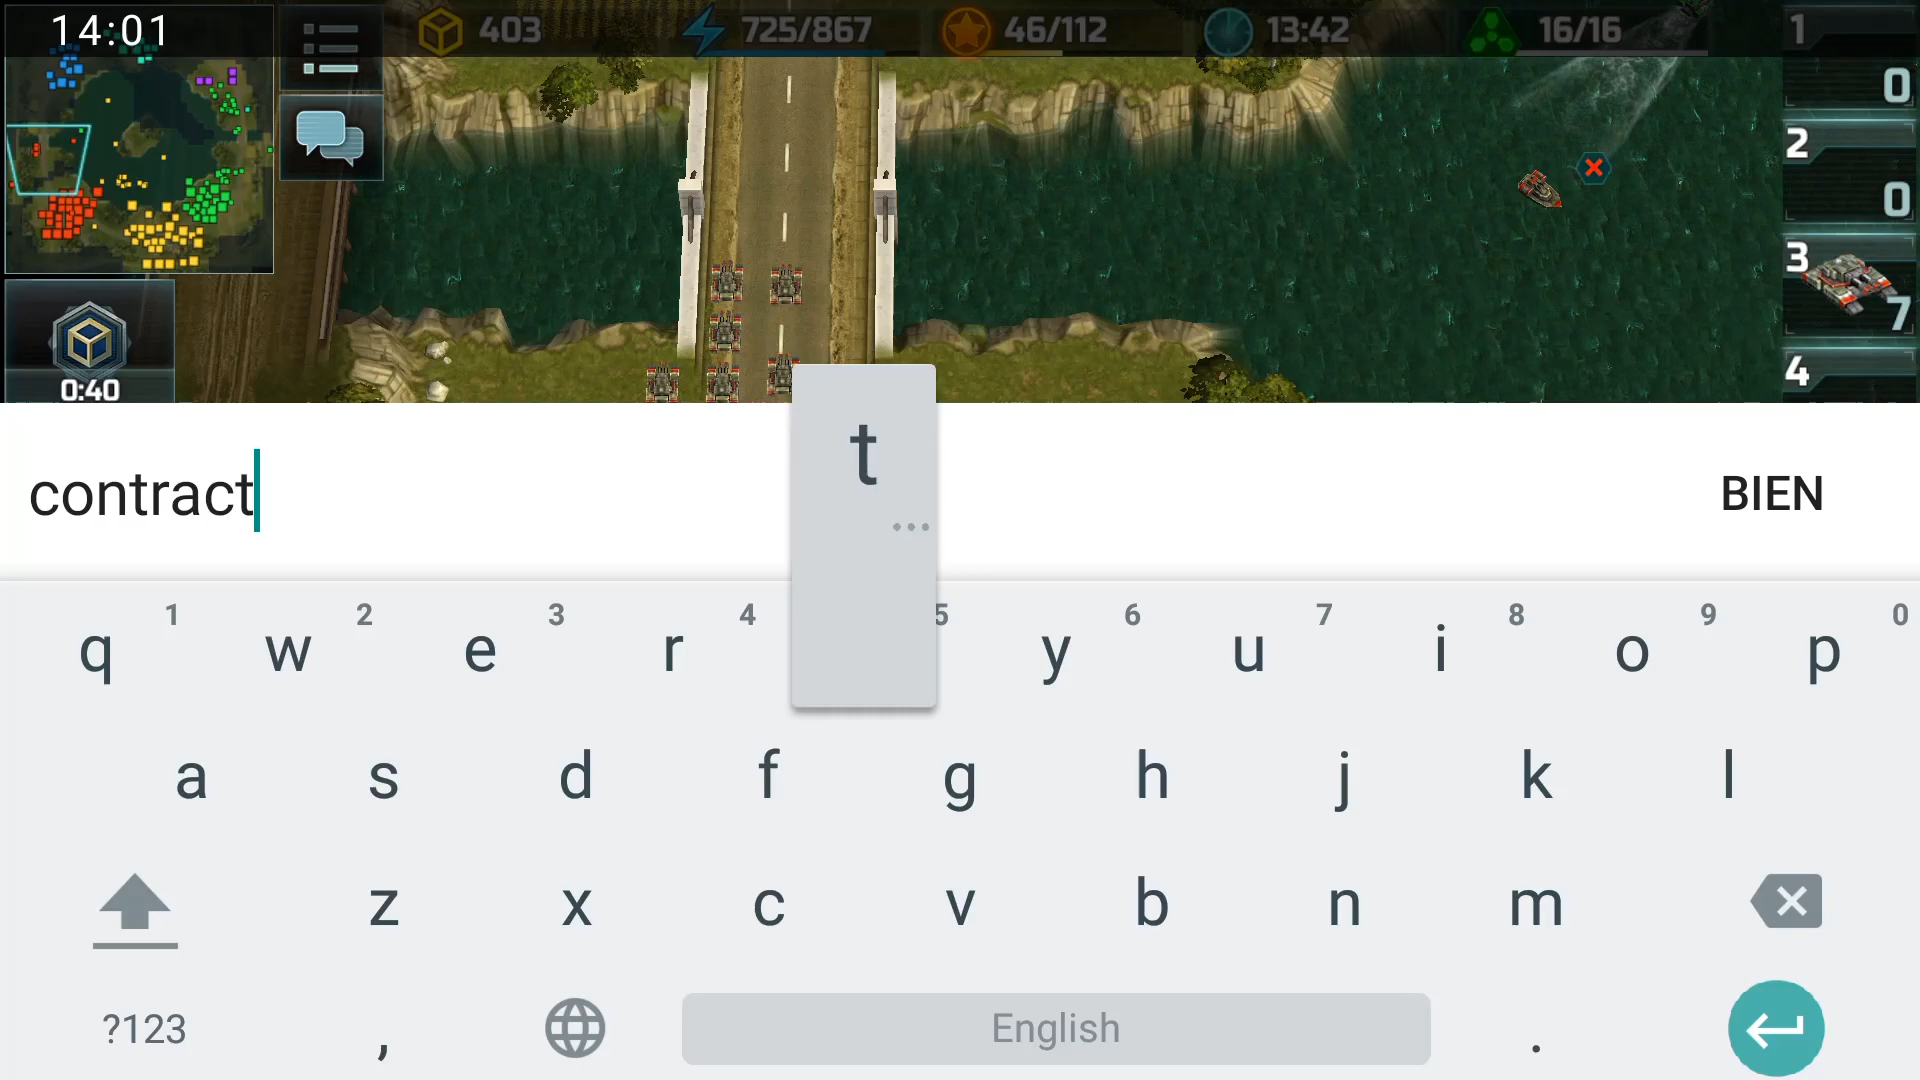 14:01 403 725/867 46/112 13:42 16/16 1
0
2
0
3
7
4
0:40
contract BIEN
t
...
1 2 3 4 5 6 7 8 9 0
q w e r y u i o p
a s d f g h j k l
z x c v b n m
?123 , English .